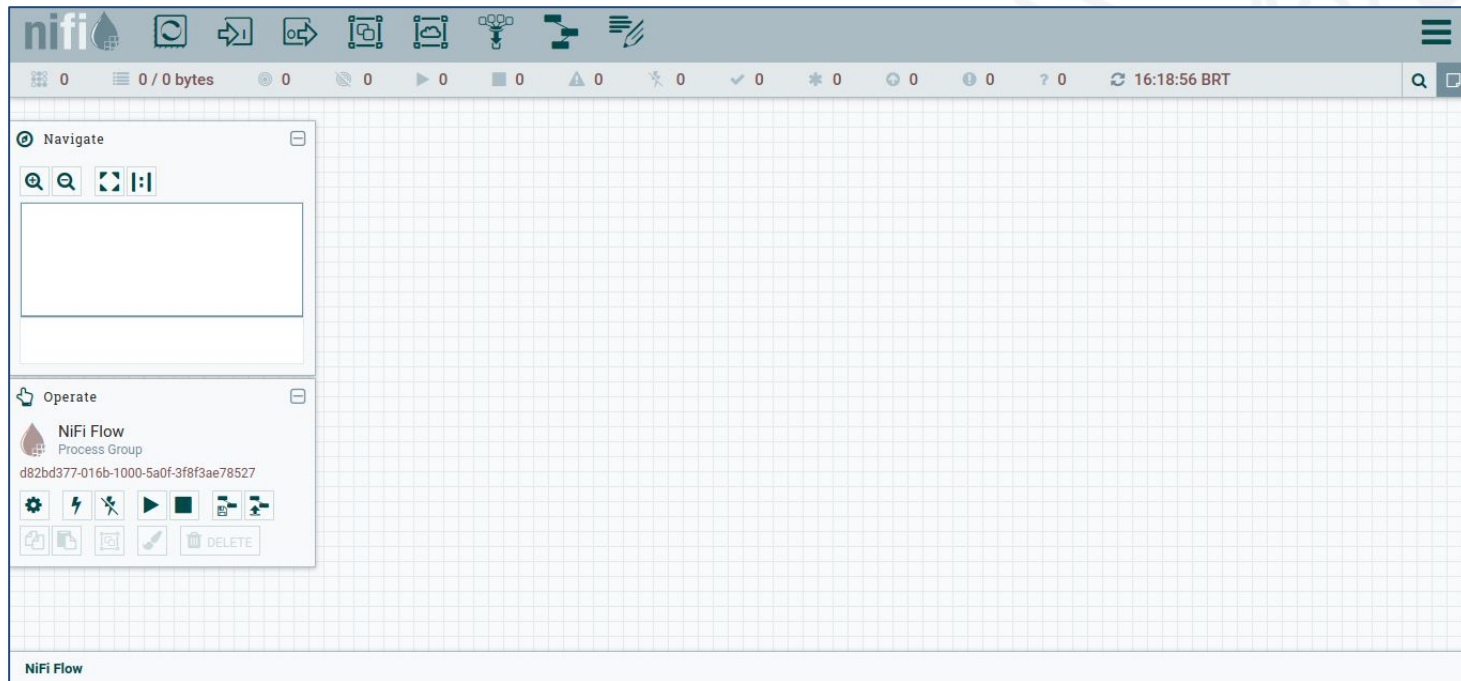 nifi
0 0 / 0 bytes 0 0 0 0 0 0 0 0 0 0 ? 0 16:18:56 BRT
Navigate
Operate
NiFi Flow
Process Group
d82bd377-016b-1000-5a0f-3f8f3ae78527
DELETE
NiFi Flow